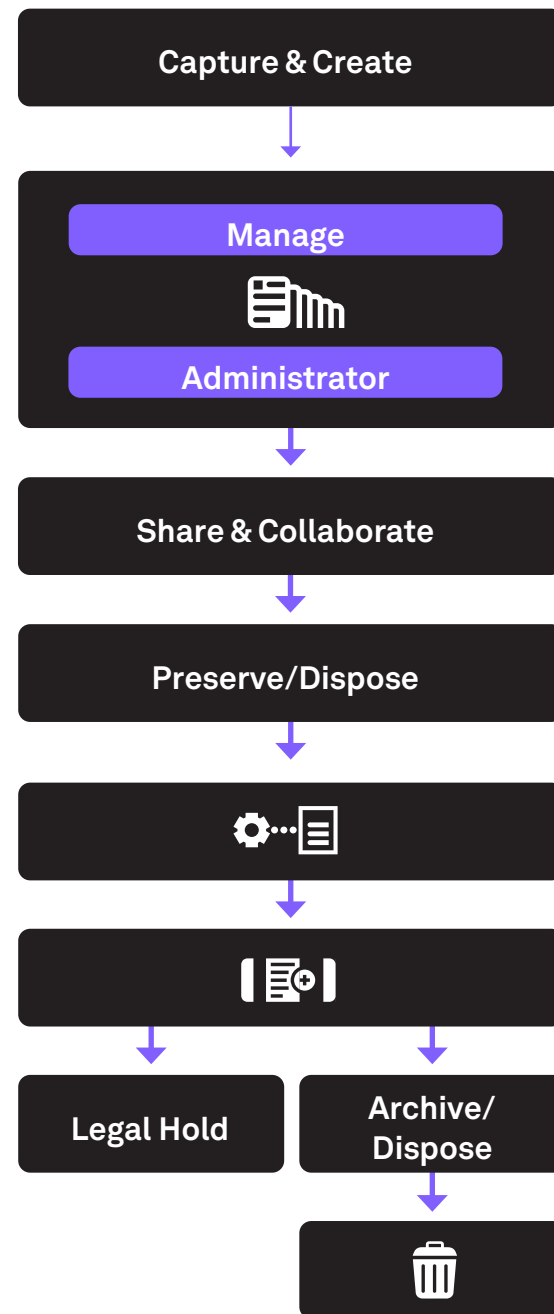 Capture & Create
Manage
Administrator
Share & Collaborate
Preserve/Dispose
Legal Hold
Archive/
Dispose